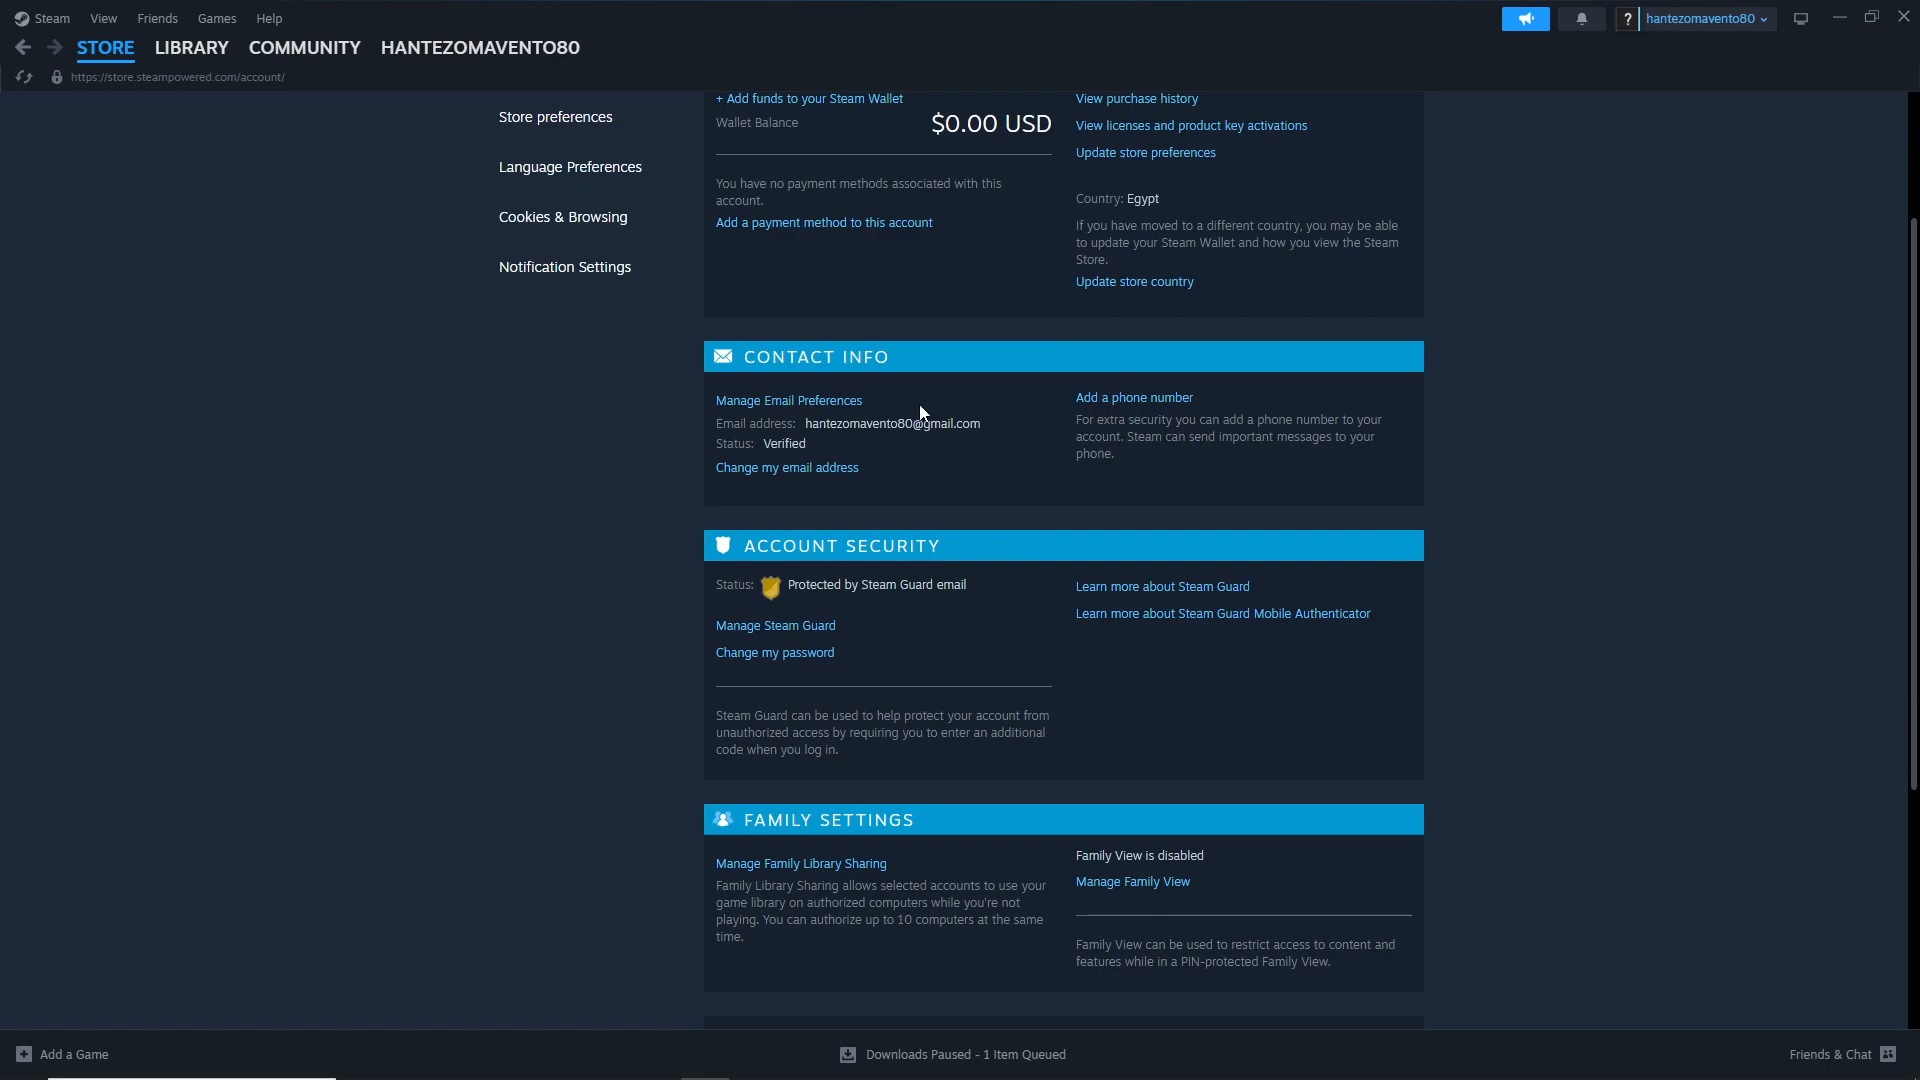 Steam View Friends Games Help
? hantezomavento80
STORE LIBRARY COMMUNITY HANTEZOMAVENTO80
https://store.steampowered.com/account/
Store preferences
Language Preferences
Cookies & Browsing
Notification Settings
+ Add funds to your Steam Wallet
Wallet Balance $0.00 USD
You have no payment methods associated with this
account.
Add a payment method to this account
View purchase history
View licenses and product key activations
Update store preferences
Country: Egypt
If you have moved to a different country, you may be able
to update your Steam Wallet and how you view the Steam
Store.
Update store country
CONTACT INFO
Manage Email Preferences
Email address: hantezomavento80@gmail.com
Status: Verified
Change my email address
Add a phone number
For extra security you can add a phone number to your
account. Steam can send important messages to your
phone.
ACCOUNT SECURITY
Status: Protected by Steam Guard email
Manage Steam Guard
Change my password
Steam Guard can be used to help protect your account from
unauthorized access by requiring you to enter an additional
code when you log in.
Learn more about Steam Guard
Learn more about Steam Guard Mobile Authenticator
FAMILY SETTINGS
Manage Family Library Sharing
Family Library Sharing allows selected accounts to use your
game library on authorized computers while you're not
playing. You can authorize up to 10 computers at the same
time.
Family View is disabled
Manage Family View
Family View can be used to restrict access to content and
features while in a PIN-protected Family View.
Add a Game
Downloads Paused - 1 Item Queued
Friends & Chat